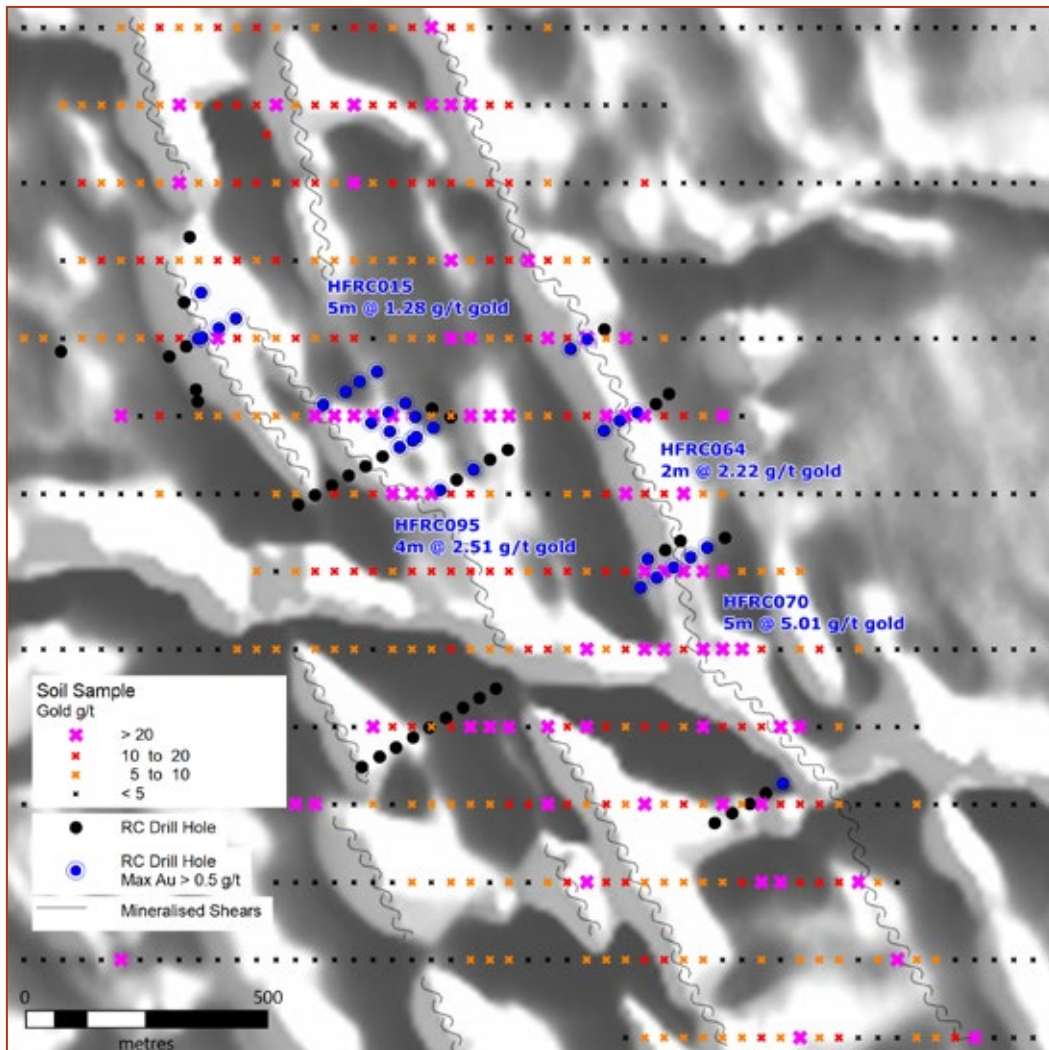 HFRC015
5m @ 1.28 g/t gold
HFRC064
2m @ 2.22 g/t gold
HFRC095
4m @ 2.51 g/t gold
HFRC070
5m @ 5.01 g/t gold
Soil Sample
Gold g/t
> 20
10 to 20
5 to 10
< 5
RC Drill Hole
RC Drill Hole
Max Au > 0.5 g/t
Mineralised Shears
0 500
metres